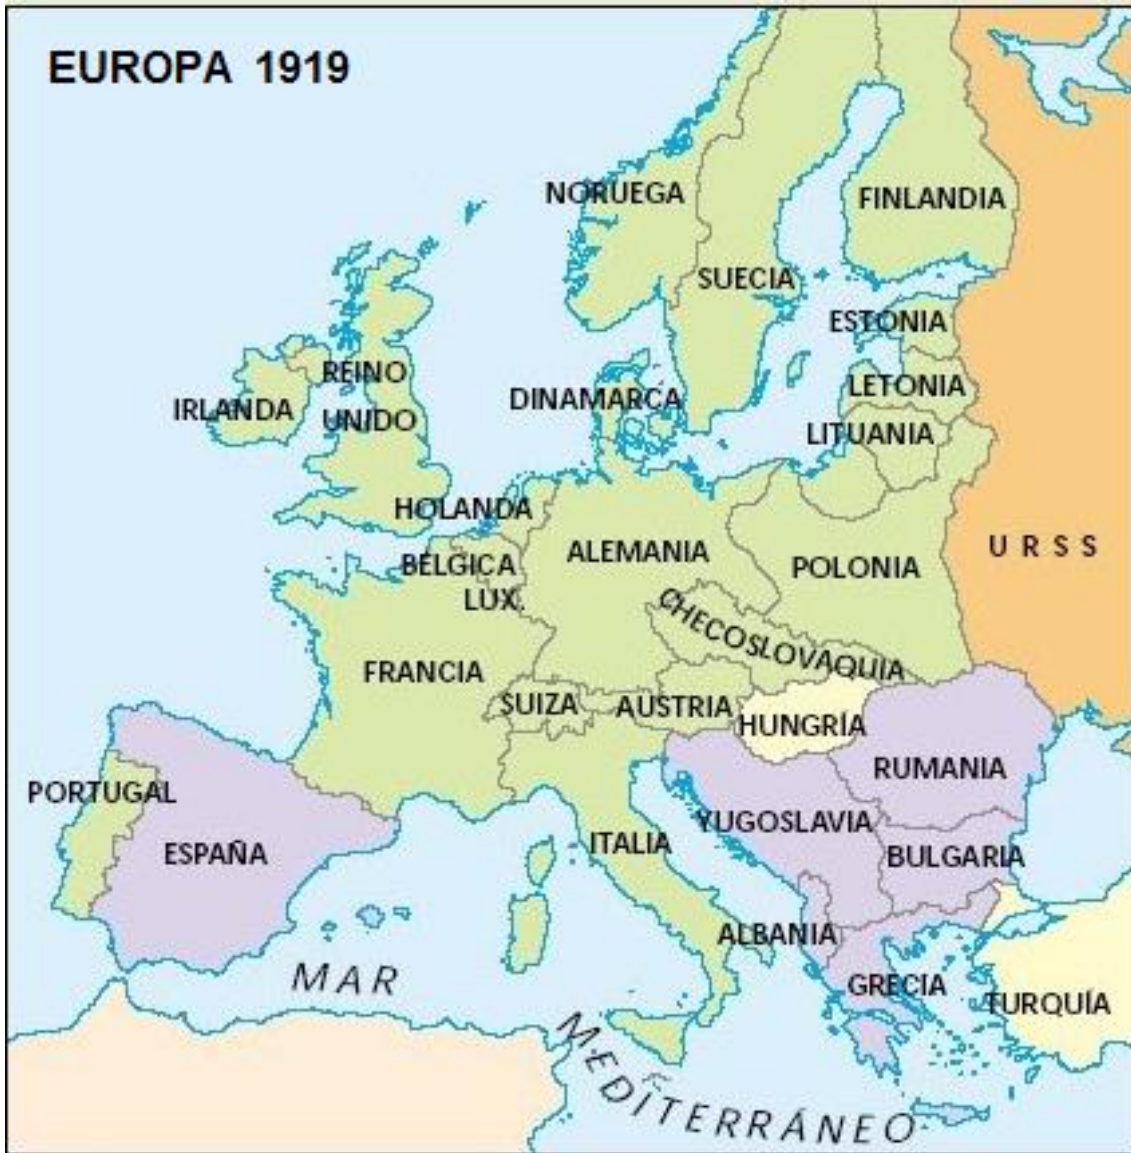 EUROPA 1919
NORUEGA
FINLANDIA
SUECIA
ESTONIA
REINO
UNIDO
IRLANDA
DINAMARCA
LETONIA
LITUANIA
HOLANDA
ALEMANIA
URSS
BÉLGICA
POLONIA
LUX.
CHECOSLOVAQUIA
FRANCIA
SUIZA
AUSTRIA
HUNGRÍA
RUMANIA
PORTUGAL
ESPAÑA
ITALIA
YUGOSLAVIA
BULGARIA
ALBANIA
GRECIA
TURQUÍA
MAR
MEDITERRÁNEO